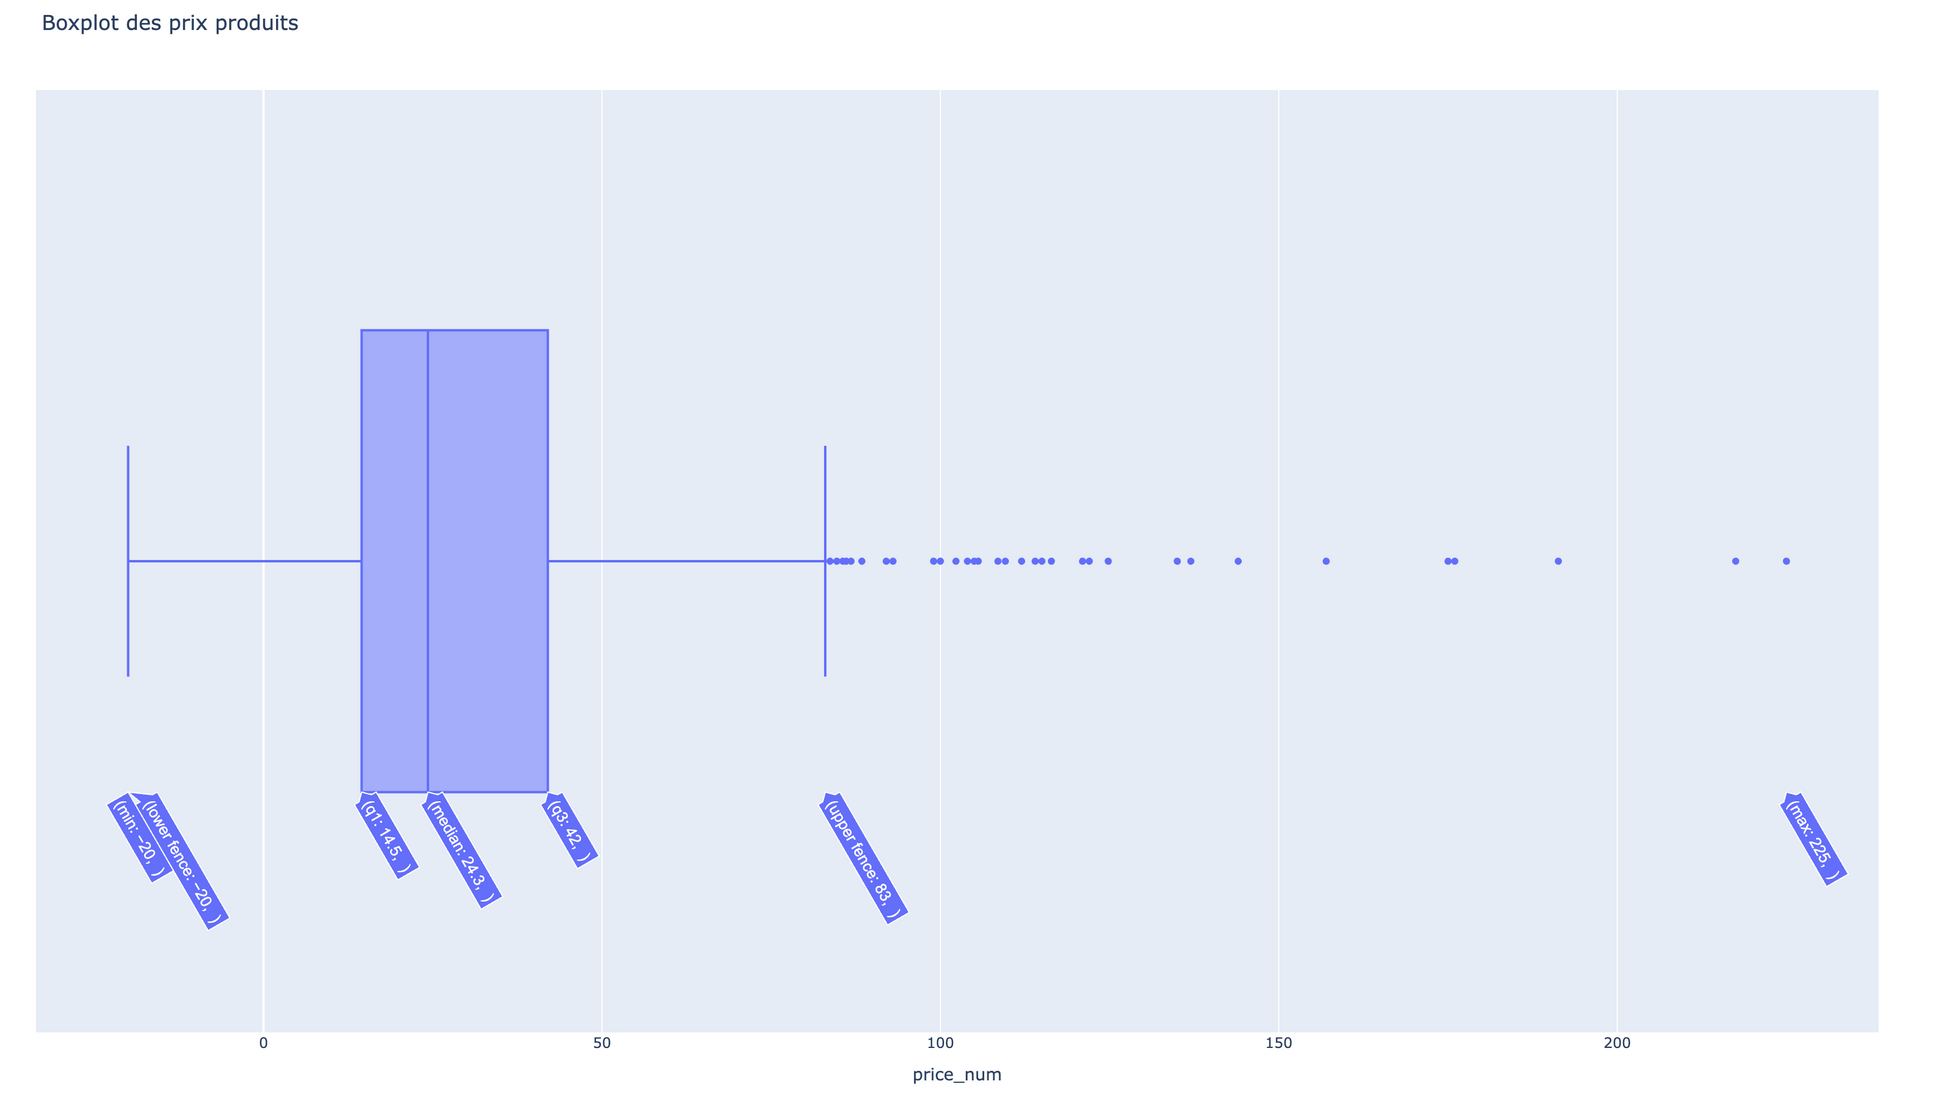 Boxplot des prix produits
(min: −20, )
(lower fence: −20, )
(q1: 14.5, )
(median: 24.3, )
(q3: 42, )
(upper fence: 83, )
(max: 225, )
0
50
100
150
200
price_num